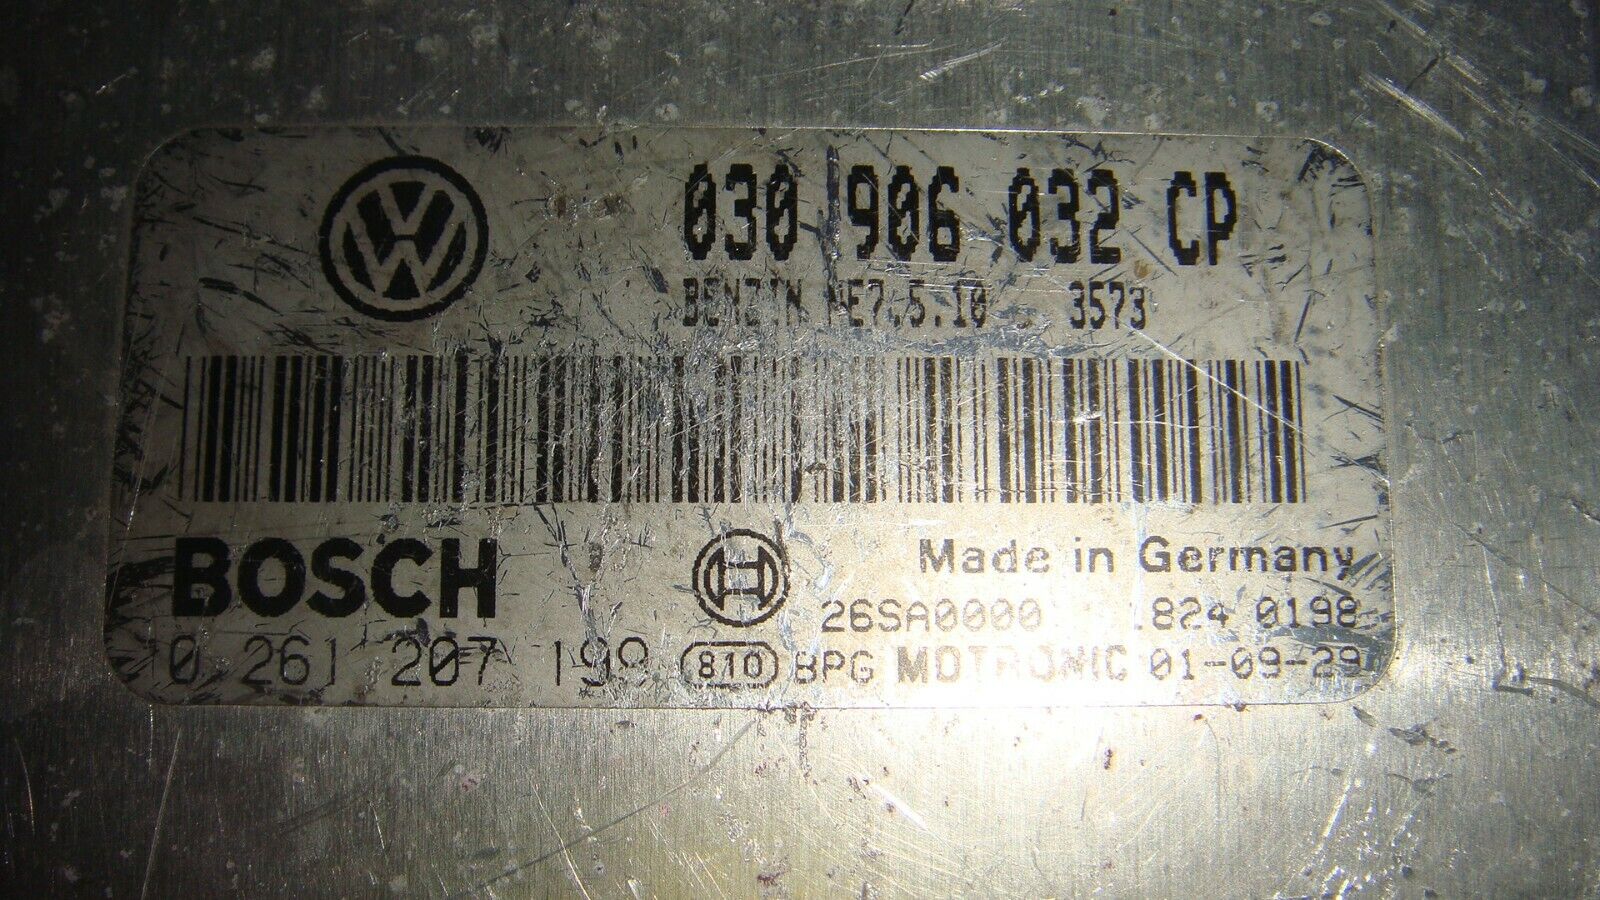 030 906 032 CP
BENZIN ME7.5.10 3573
BOSCH
Made in Germany
26SA0000 1824 0198
0 261 207 199 810 BPG MOTRONIC 01-09-29